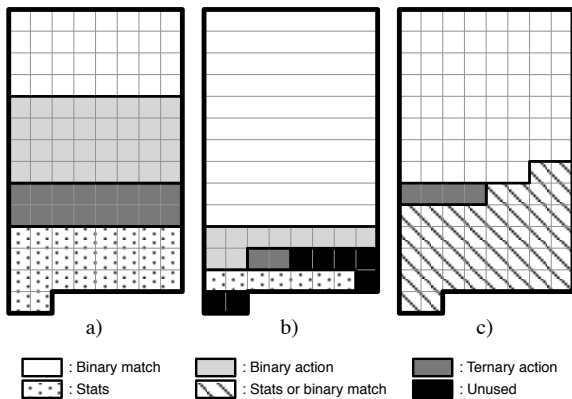 a) b) c)
: Binary match : Binary action : Ternary action
: Stats : Stats or binary match : Unused